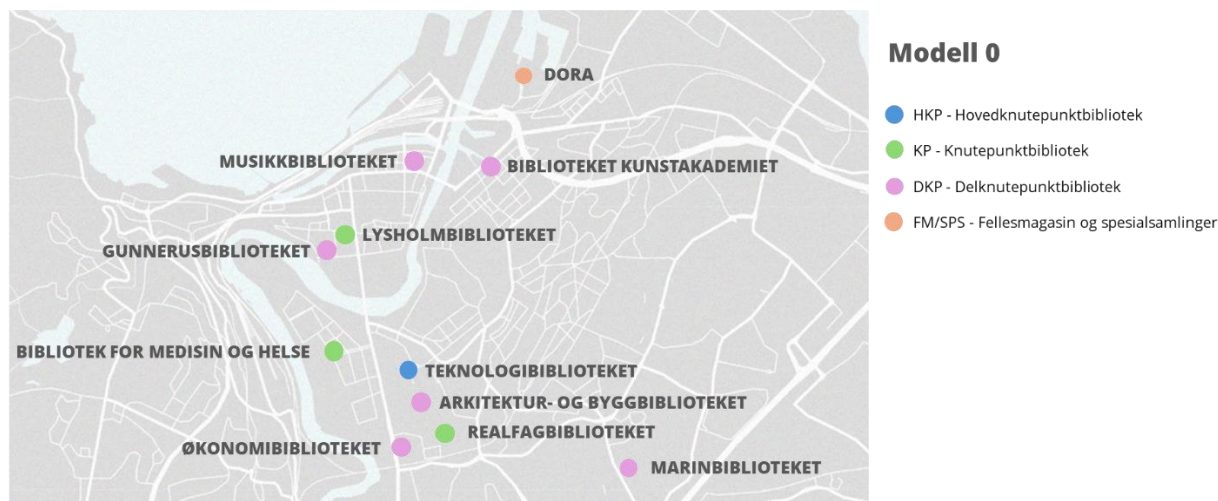 DORA
MUSIKKBIBLIOTEKET
BIBLIOTEKET KUNSTAKADEMIET
LYSHOLMBIBLIOTEKET
GUNNERUSBIBLIOTEKET
BIBLIOTEK FOR MEDISIN OG HELSE
TEKNOLOGIBIBLIOTEKET
ARKITEKTUR- OG BYGGBIBLIOTEKET
REALFAGBIBLIOTEKET
ØKONOMIBIBLIOTEKET
MARINBIBLIOTEKET
Modell 0
HKP - Hovedknutepunktbibliotek
KP - Knutepunktbibliotek
DKP - Delknutepunktbibliotek
FM/SPS - Fellesmagasin og spesialsamlinger